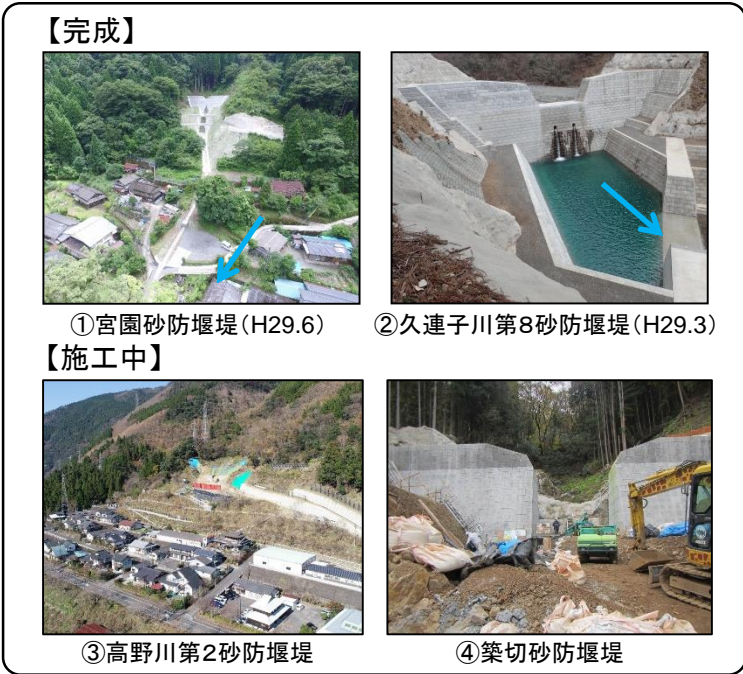 【完成】
①宮園砂防堰堤(H29.6)
②久連子川第8砂防堰堤(H29.3)
【施工中】
③高野川第2砂防堰堤
④築切砂防堰堤